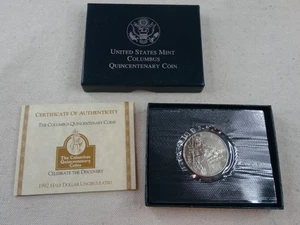 UNITED STATES MINT
COLUMBUS
QUINCENTENARY COIN
CERTIFICATE OF AUTHENTICITY
THE COLUMBUS QUINCENTENARY COINS
The Columbus
Quincentenary
Coins
CELEBRATE THE DISCOVERY
1992 HALF DOLLAR UNCIRCULATED